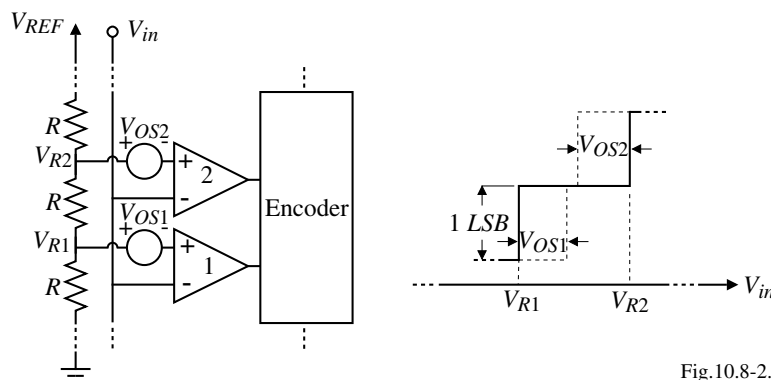 VREF
Vin
R
VOS2
+ -
VR2
+
2
-
R
Encoder
VOS1
+ -
VR1
+
1
-
R
VOS2
1 LSB
VOS1
VR1
VR2
Vin
Fig.10.8-2.